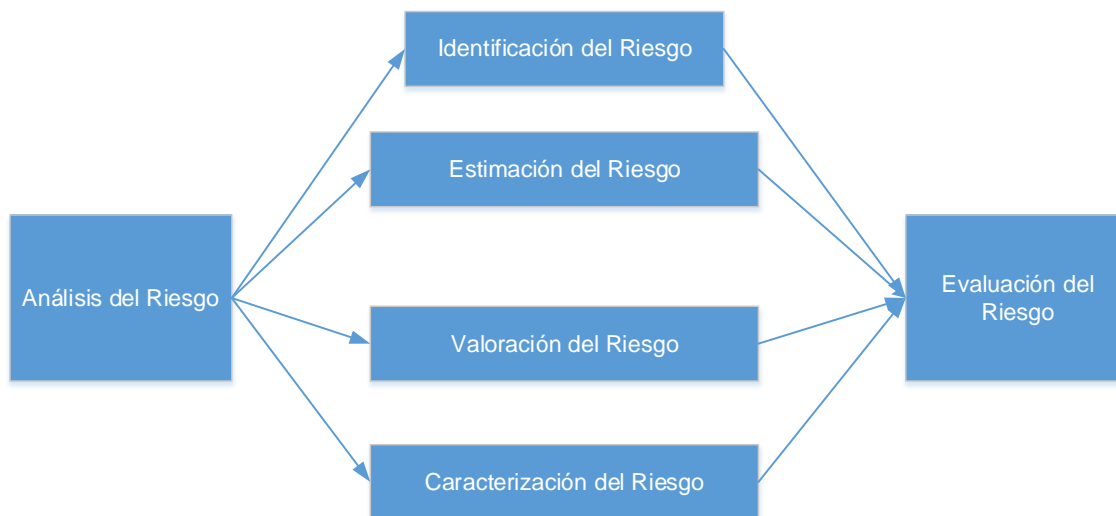 Identificación del Riesgo
Estimación del Riesgo
Análisis del Riesgo
Evaluación del
Riesgo
Valoración del Riesgo
Caracterización del Riesgo